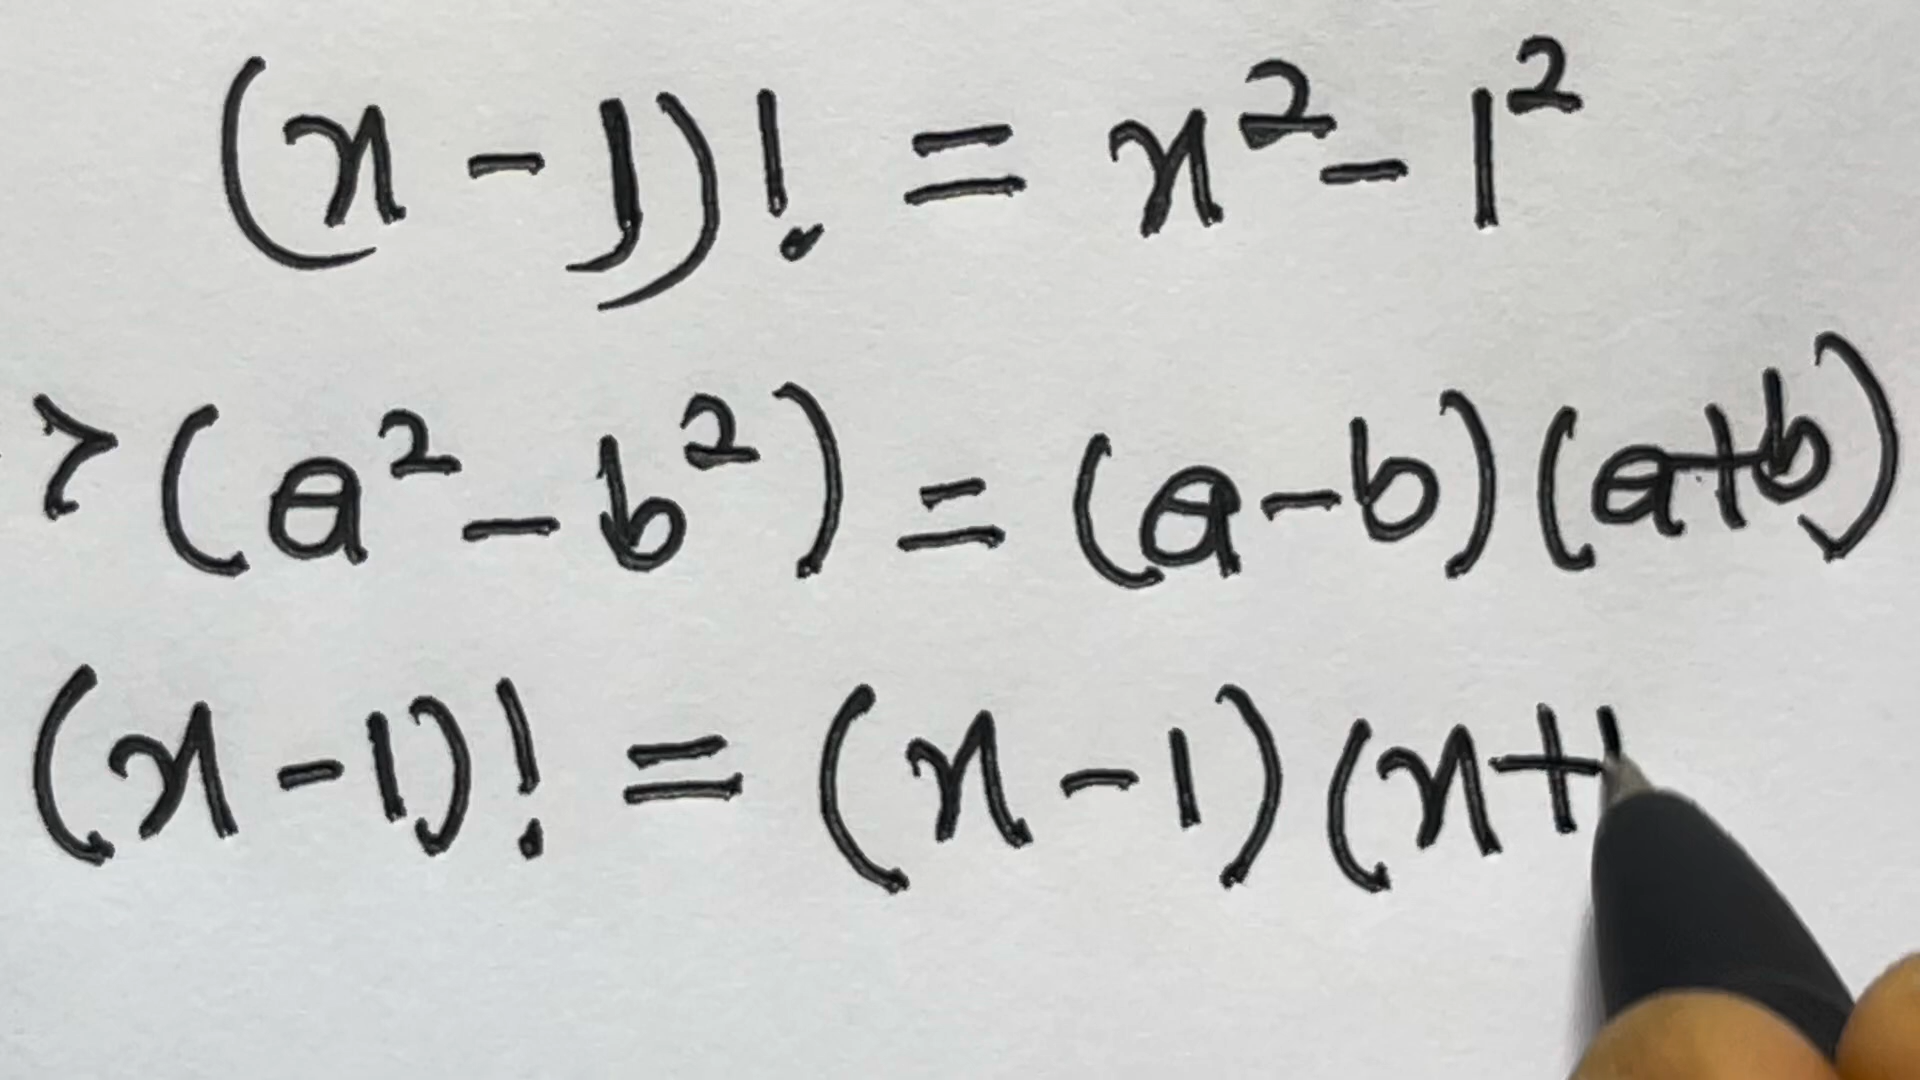 (x-1)! = x²-1²
> (a²-b²) = (a-b)(a+b)
(x-1)! = (x-1)(x+1